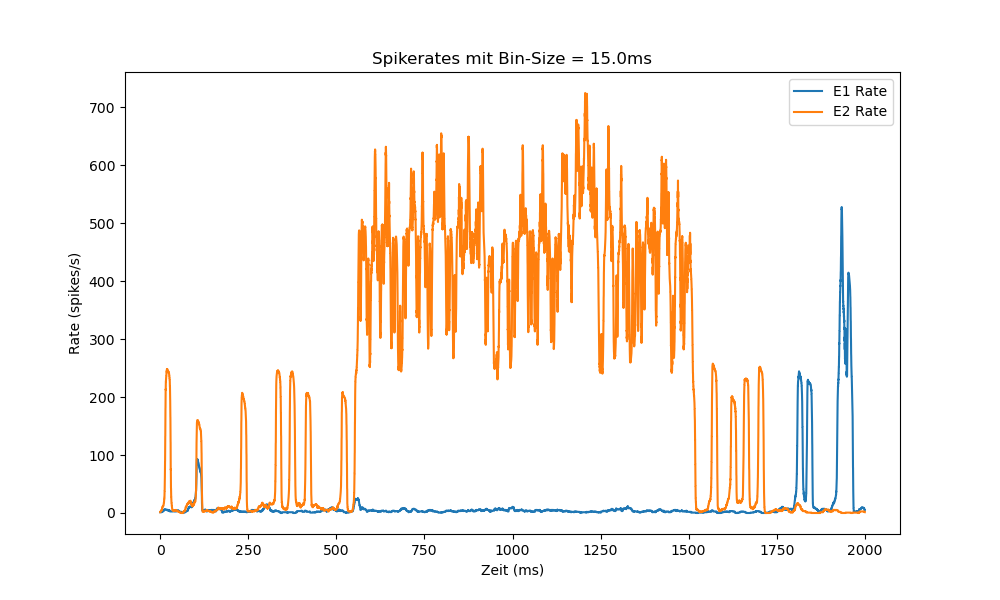 Spikerates mit Bin-Size = 15.0ms
E1 Rate
E2 Rate
700
600
500
400
300
200
100
0
Rate (spikes/s)
0 250 500 750 1000 1250 1500 1750 2000
Zeit (ms)